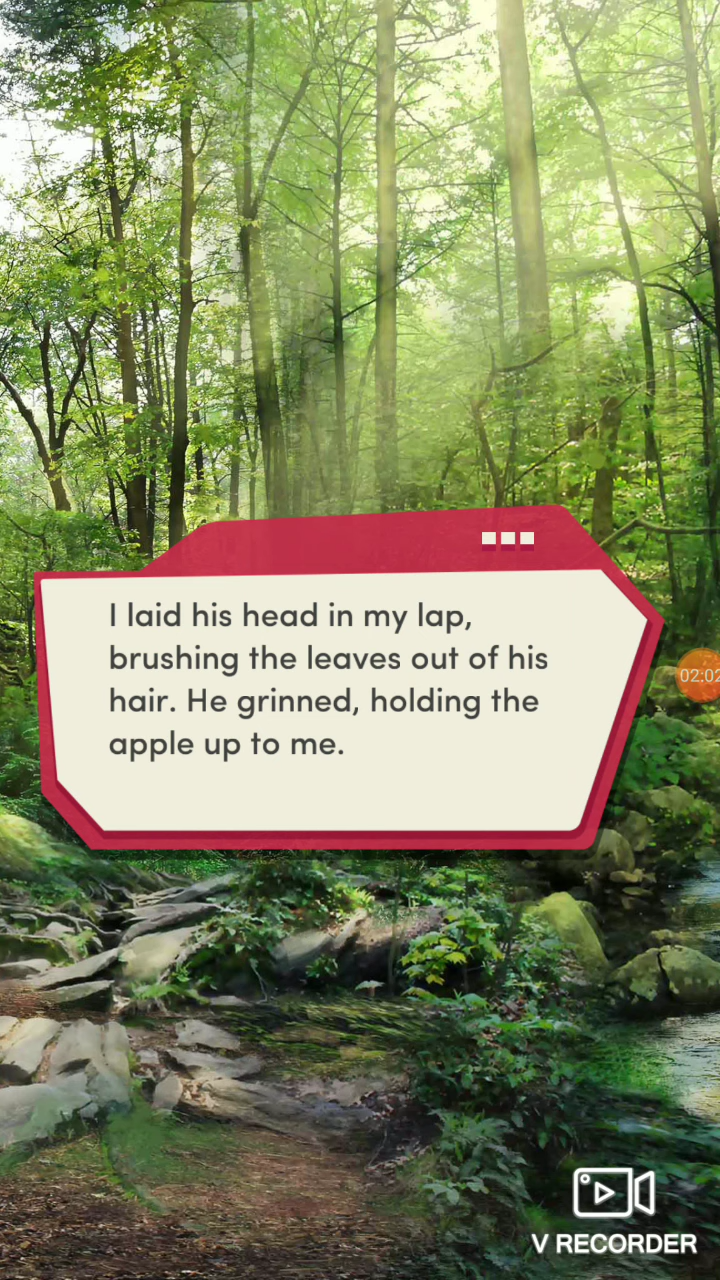 I laid his head in my lap,
brushing the leaves out of his
hair. He grinned, holding the
apple up to me.
02:02
V RECORDER